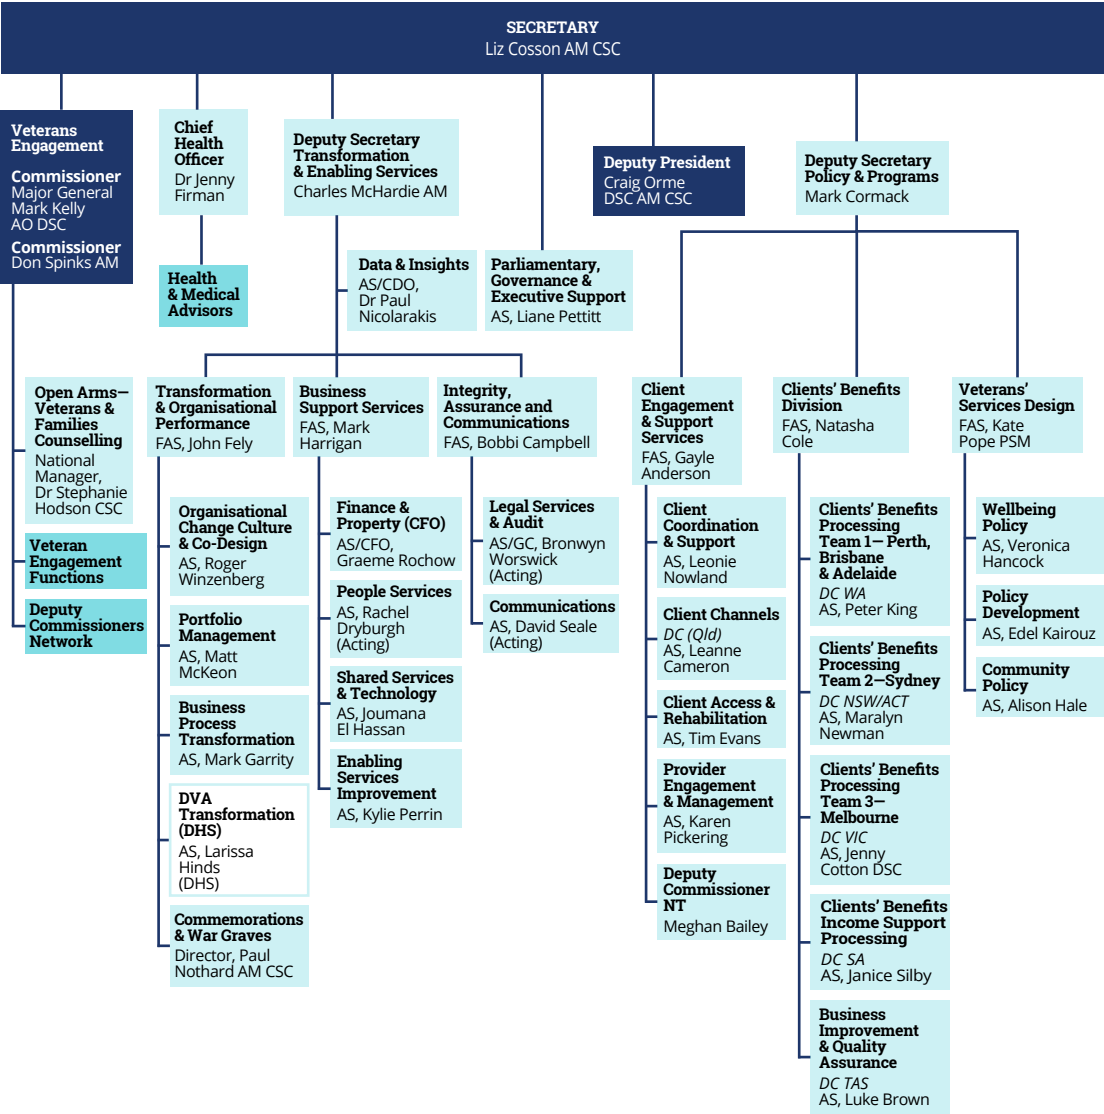 SECRETARY
Liz Cosson AM CSC
Veterans
Engagement
Commissioner
Major General
Mark Kelly
AO DSC
Commissioner
Don Spinks AM
Chief
Health
Officer
Dr Jenny
Firman
Health
& Medical
Advisors
Deputy Secretary
Transformation
& Enabling Services
Charles McHardie AM
Data & Insights
AS/CDO,
Dr Paul
Nicolarakis
Parliamentary,
Governance &
Executive Support
AS, Liane Pettitt
Deputy President
Craig Orme
DSC AM CSC
Deputy Secretary
Policy & Programs
Mark Cormack
Open Arms—
Veterans &
Families
Counselling
National
Manager,
Dr Stephanie
Hodson CSC
Veteran
Engagement
Functions
Deputy
Commissioners
Network
Transformation
& Organisational
Performance
FAS, John Fely
Organisational
Change Culture
& Co-Design
AS, Roger
Winzenberg
Portfolio
Management
AS, Matt
McKeon
Business
Process
Transformation
AS, Mark Garrity
DVA
Transformation
(DHS)
AS, Larissa
Hinds
(DHS)
Commemorations
& War Graves
Director, Paul
Nothard AM CSC
Business
Support Services
FAS, Mark
Harrigan
Finance &
Property (CFO)
AS/CFO,
Graeme Rochow
People Services
AS, Rachel
Dryburgh
(Acting)
Shared Services
& Technology
AS, Joumana
El Hassan
Enabling
Services
Improvement
AS, Kylie Perrin
Integrity,
Assurance and
Communications
FAS, Bobbi Campbell
Legal Services
& Audit
AS/GC, Bronwyn
Worswick
(Acting)
Communications
AS, David Seale
(Acting)
Client
Engagement
& Support
Services
FAS, Gayle
Anderson
Client
Coordination
& Support
AS, Leonie
Nowland
Client Channels
DC (Qld)
AS, Leanne
Cameron
Client Access &
Rehabilitation
AS, Tim Evans
Provider
Engagement
& Management
AS, Karen
Pickering
Deputy
Commissioner
NT
Meghan Bailey
Clients’ Benefits
Division
FAS, Natasha
Cole
Clients’ Benefits
Processing
Team 1— Perth,
Brisbane
& Adelaide
DC WA
AS, Peter King
Clients’ Benefits
Processing
Team 2—Sydney
DC NSW/ACT
AS, Maralyn
Newman
Clients’ Benefits
Processing
Team 3—
Melbourne
DC VIC
AS, Jenny
Cotton DSC
Clients’ Benefits
Income Support
Processing
DC SA
AS, Janice Silby
Business
Improvement
& Quality
Assurance
DC TAS
AS, Luke Brown
Veterans’
Services Design
FAS, Kate
Pope PSM
Wellbeing
Policy
AS, Veronica
Hancock
Policy
Development
AS, Edel Kairouz
Community
Policy
AS, Alison Hale